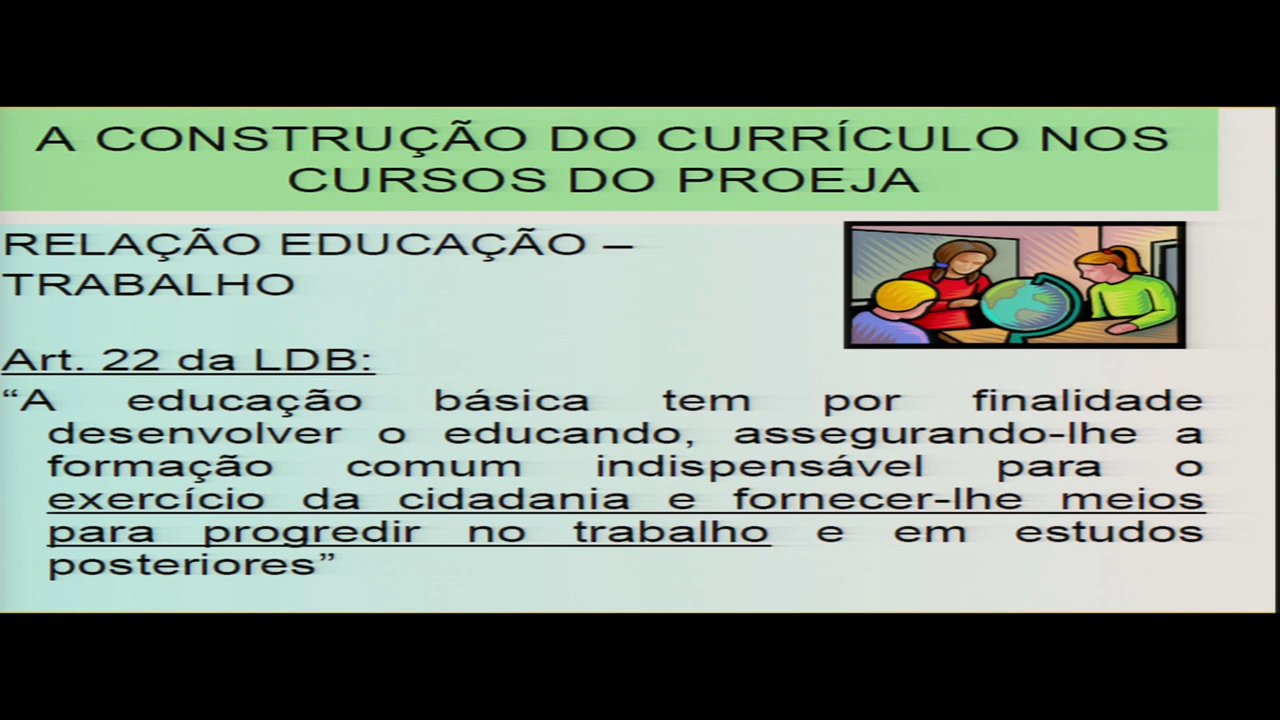 A CONSTRUÇÃO DO CURRÍCULO NOS
CURSOS DO PROEJA
RELAÇÃO EDUCAÇÃO –
TRABALHO
Art. 22 da LDB:
“A educação básica tem por finalidade
desenvolver o educando, assegurando-lhe a
formação comum indispensável para o
exercício da cidadania e fornecer-lhe meios
para progredir no trabalho e em estudos
posteriores”